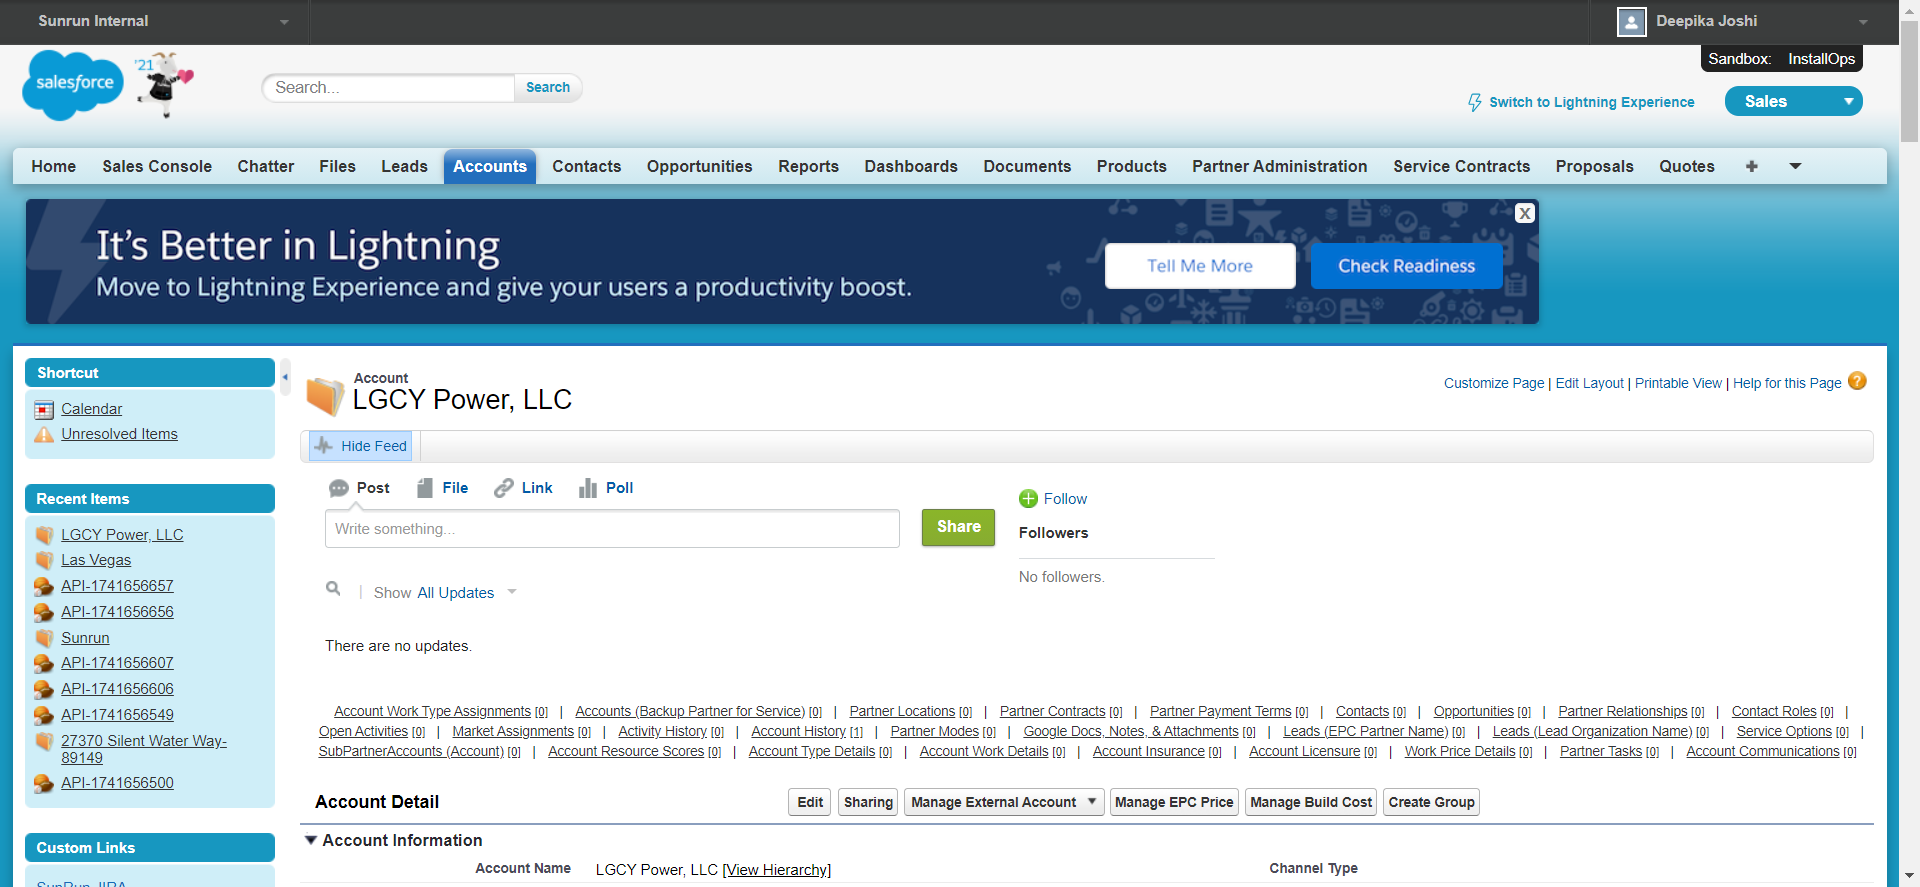 Sunrun Internal
Deepika Joshi
Sandbox: InstallOps
salesforce
'21
Search...
Search
Switch to Lightning Experience
Sales
Home Sales Console Chatter Files Leads Accounts Contacts Opportunities Reports Dashboards Documents Products Partner Administration Service Contracts Proposals Quotes +
It's Better in Lightning
Move to Lightning Experience and give your users a productivity boost.
Tell Me More
Check Readiness
X
Shortcut
Calendar
Unresolved Items
Recent Items
LGCY Power, LLC
Las Vegas
API-1741656657
API-1741656656
Sunrun
API-1741656607
API-1741656606
API-1741656549
27370 Silent Water Way-
89149
API-1741656500
Custom Links
SunRun JIRA
Account
LGCY Power, LLC
Customize Page | Edit Layout | Printable View | Help for this Page ?
Hide Feed
Post File Link Poll
Write something...
Share
Follow
Followers
No followers.
Show All Updates
There are no updates.
Account Work Type Assignments [0] | Accounts (Backup Partner for Service) [0] | Partner Locations [0] | Partner Contracts [0] | Partner Payment Terms [0] | Contacts [0] | Opportunities [0] | Partner Relationships [0] | Contact Roles [0] |
Open Activities [0] | Market Assignments [0] | Activity History [0] | Account History [1] | Partner Modes [0] | Google Docs, Notes, & Attachments [0] | Leads (EPC Partner Name) [0] | Leads (Lead Organization Name) [0] | Service Options [0] |
SubPartnerAccounts (Account) [0] | Account Resource Scores [0] | Account Type Details [0] | Account Work Details [0] | Account Insurance [0] | Account Licensure [0] | Work Price Details [0] | Partner Tasks [0] | Account Communications [0]
Account Detail
Edit Sharing Manage External Account Manage EPC Price Manage Build Cost Create Group
Account Information
Account Name LGCY Power, LLC [View Hierarchy] Channel Type